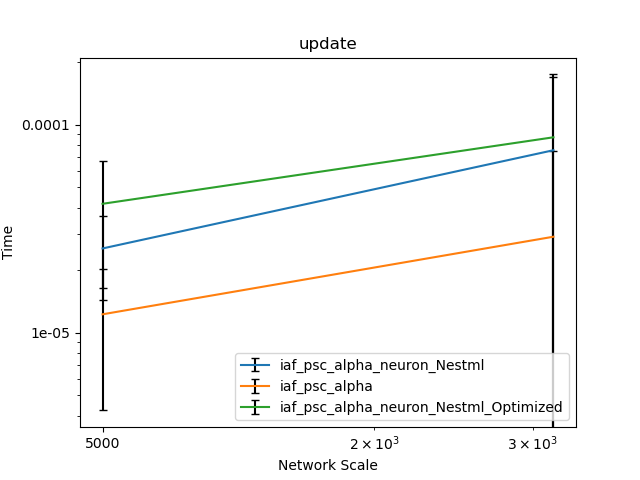 update
0.0001
1e-05
Time
iaf_psc_alpha_neuron_Nestml
iaf_psc_alpha
iaf_psc_alpha_neuron_Nestml_Optimized
5000
2 × 10³
3 × 10³
Network Scale